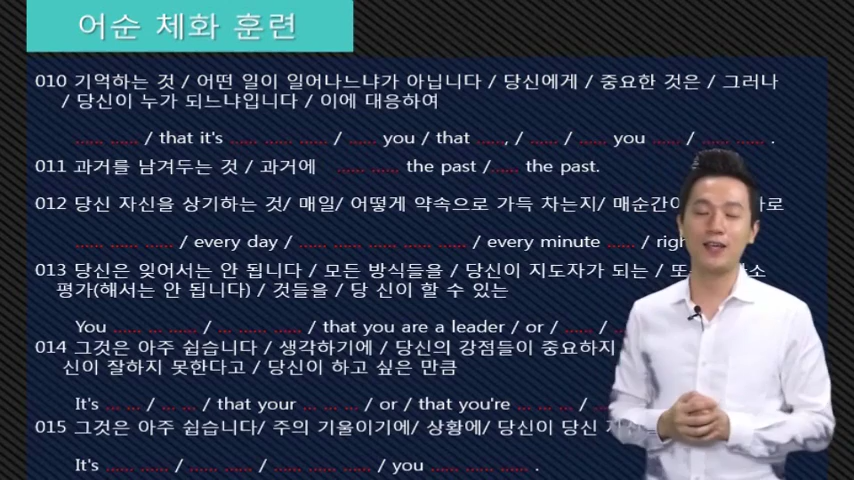 어순 체화 훈련
010 기억하는 것 / 어떤 일이 일어나느냐가 아닙니다 / 당신에게 / 중요한 것은 / 그러나
/ 당신이 누가 되느냐입니다 / 이에 대응하여
...... ...... / that it's ...... ...... ...... / ...... you / that ......, / ...... / ...... you ...... / ...... ...... .
011 과거를 남겨두는 것 / 과거에 ...... ...... the past /...... the past.
012 당신 자신을 상기하는 것/ 매일/ 어떻게 약속으로 가득 차는지/ 매순간이 로
...... ...... ...... / every day / ...... ...... ...... ...... ...... / every minute ...... /
013 당신은 잊어서는 안 됩니다 / 모든 방식들을 / 당신이 지도자가 되는 /
평가(해서는 안 됩니다) / 것들을 / 당 신이 할 수 있는
You ...... ... ... / ... ...... ...... / that you are a leader / or / ...... /
014 그것은 아주 쉽습니다 / 생각하기에 / 당신의 강점들이 중요하지
신이 잘하지 못한다고 / 당신이 하고 싶은 만큼
It's ... ... / ... ... / that your ... ... ... / or / that you're ... ... ... /
015 그것은 아주 쉽습니다/ 주의 기울이기에/ 상황에/ 당신이 당신
It's ...... ...... / ...... ...... / ...... ...... ...... / you ...... ...... ...... .